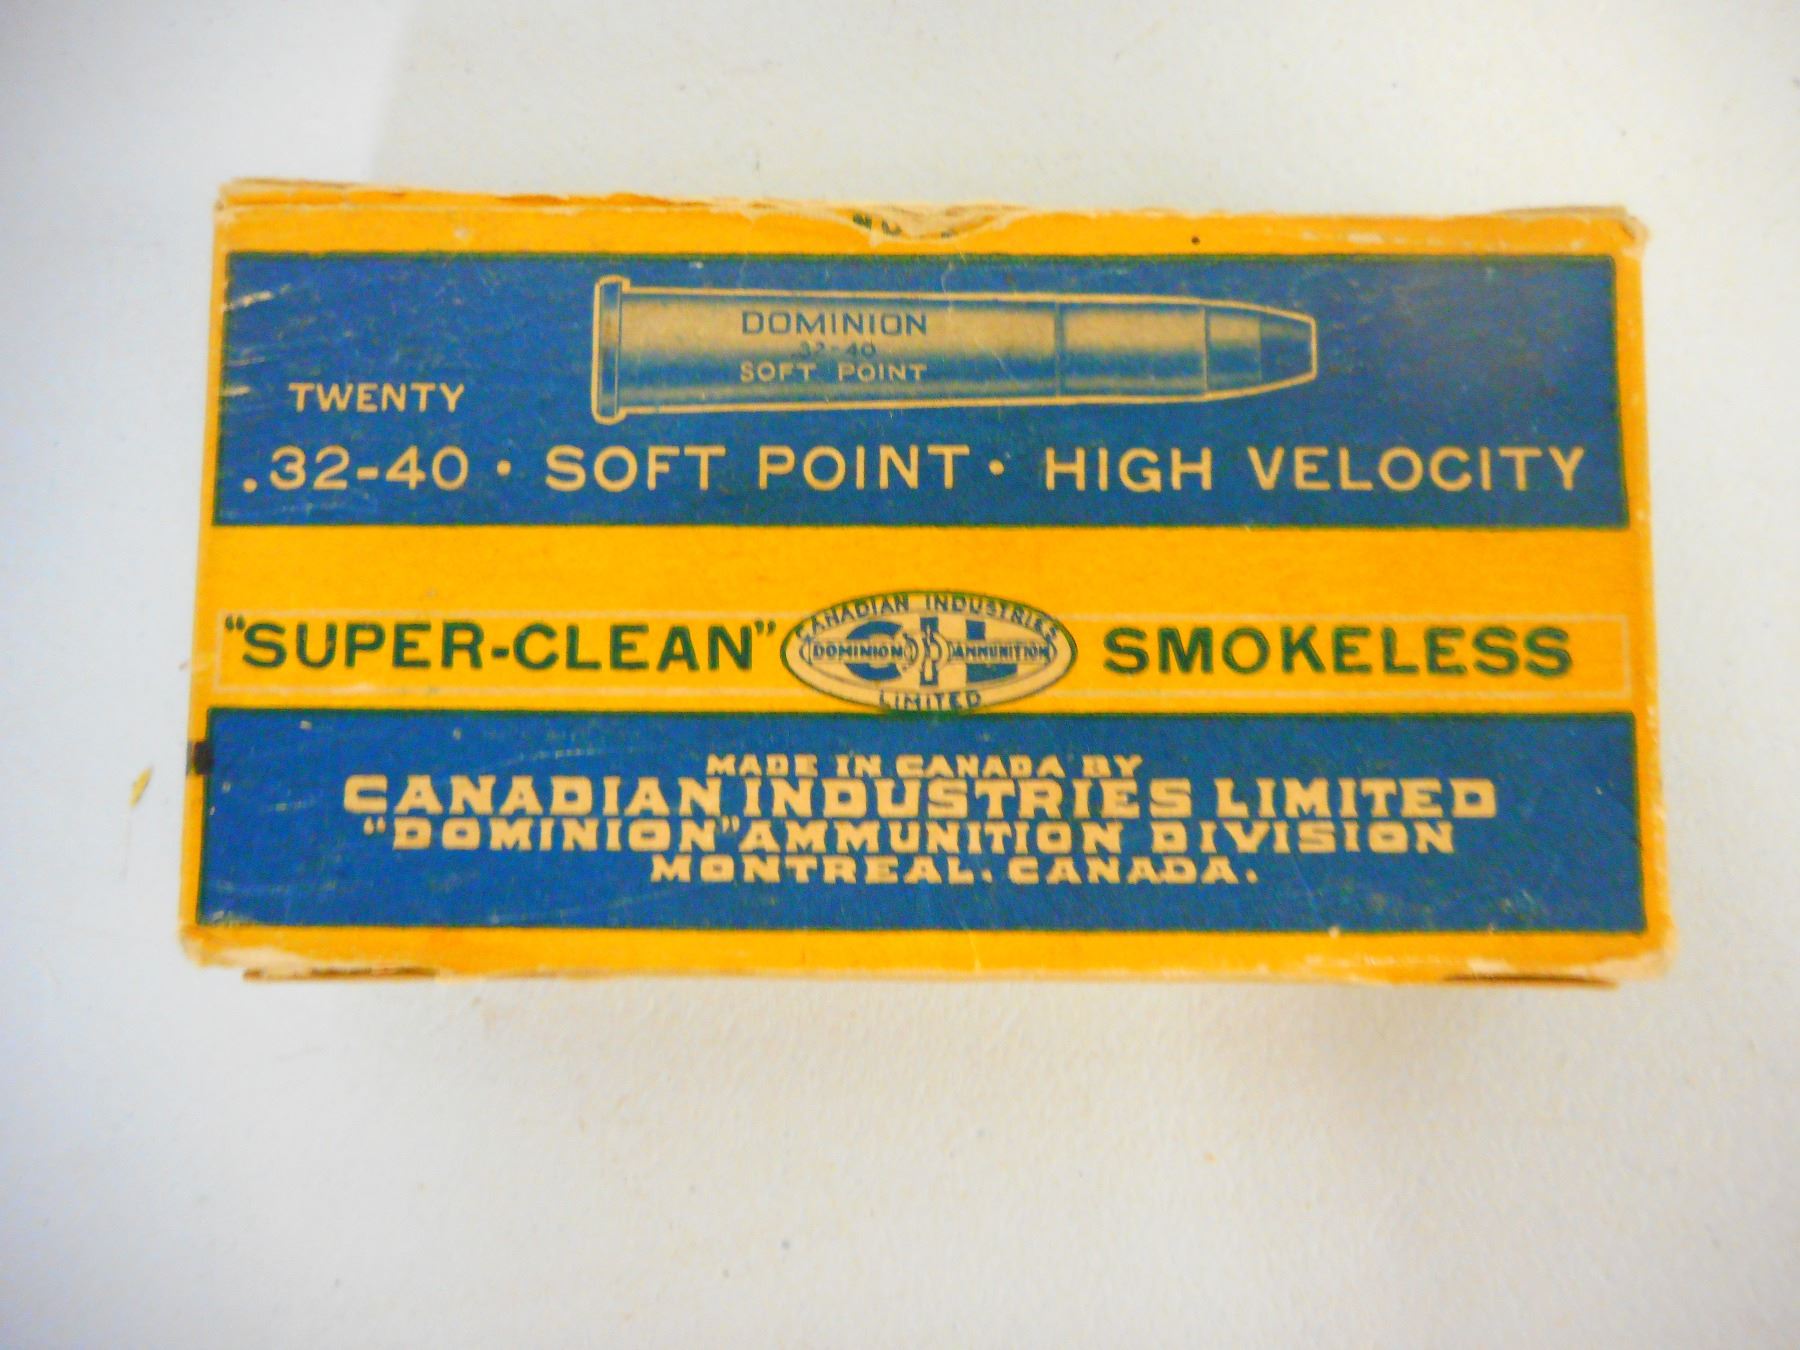 DOMINION
.32-40
SOFT POINT
TWENTY
.32-40 • SOFT POINT • HIGH VELOCITY
"SUPER-CLEAN" SMOKELESS
CANADIAN INDUSTRIES
CIL
DOMINION AMMUNITION
LIMITED
MADE IN CANADA BY
CANADIAN INDUSTRIES LIMITED
"DOMINION" AMMUNITION DIVISION
MONTREAL. CANADA.